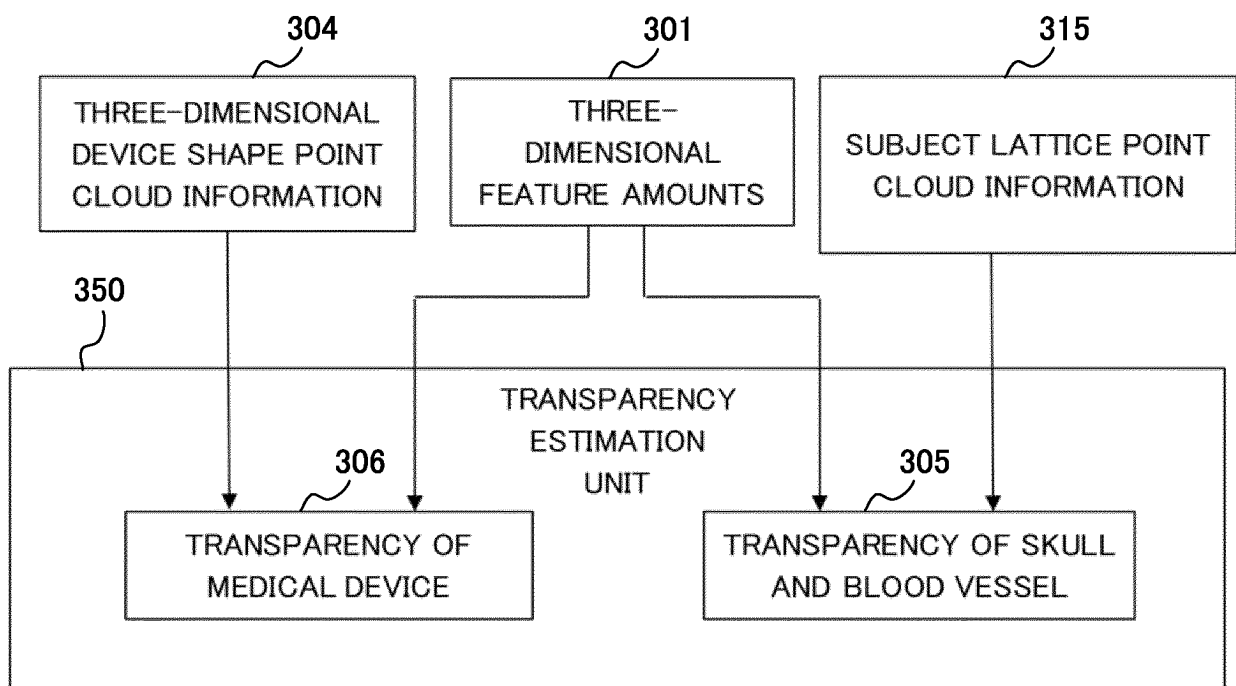 304
301
315
THREE-DIMENSIONAL
DEVICE SHAPE POINT
CLOUD INFORMATION
THREE-
DIMENSIONAL
FEATURE AMOUNTS
SUBJECT LATTICE POINT
CLOUD INFORMATION
350
TRANSPARENCY
ESTIMATION
UNIT
306
305
TRANSPARENCY OF
MEDICAL DEVICE
TRANSPARENCY OF SKULL
AND BLOOD VESSEL